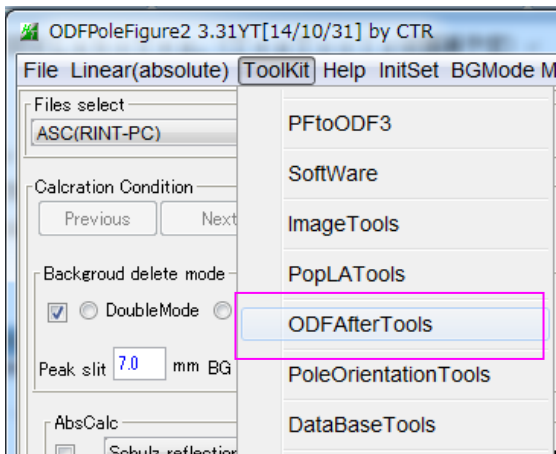 ODFPoleFigure2 3.31YT[14/10/31] by CTR
File Linear(absolute) ToolKit Help InitSet BGMode M
Files select
ASC(RINT-PC)
PFtoODF3
SoftWare
Calcration Condition
Previous Next
ImageTools
Backgroud delete mode
PopLATools
DoubleMode
ODFAfterTools
Peak slit 7.0 mm BG
PoleOrientationTools
AbsCalc
DataBaseTools
Schulz reflection